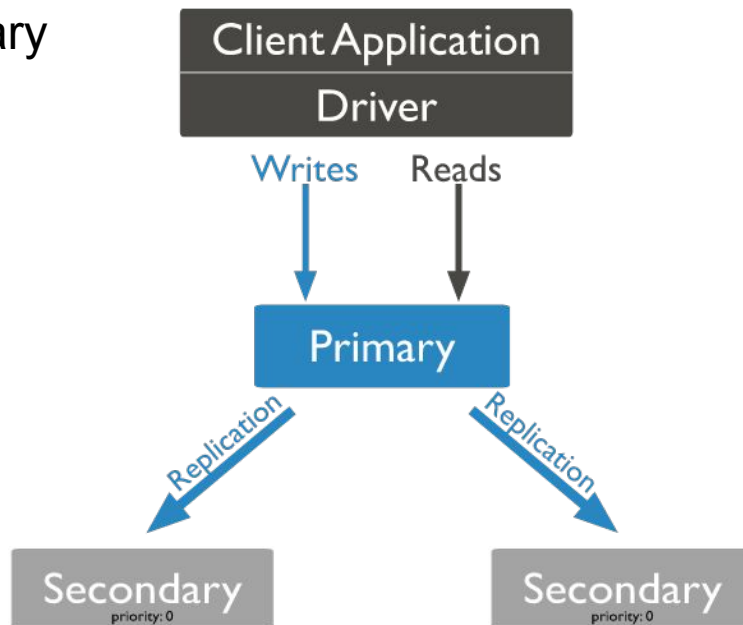 ary
Client Application
Driver
Writes Reads
Primary
Replication Replication
Secondary Secondary
priority: 0 priority: 0